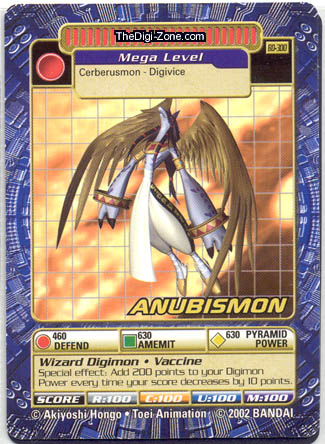 TheDigi-Zone.com
BO-300
Mega Level
Cerberusmon - Digivice
ANUBISMON
460 DEFEND
630 AMEMIT
630 PYRAMID POWER
Wizard Digimon • Vaccine
Special effect: Add 200 points to your Digimon
Power every time your score decreases by 10 points.
SCORE R:100 C:100 U:100 M:100
© Akiyoshi Hongo • Toei Animation © 2002 BANDAI